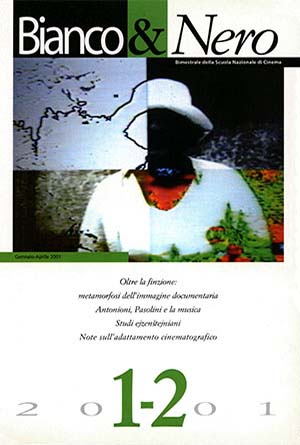 Bianco & Nero
Bimestrale della Scuola Nazionale di Cinema
Gennaio-Aprile 2001
Oltre la finzione:
metamorfosi dell'immagine documentaria
Antonioni, Pasolini e la musica
Studi ejzenštejniani
Note sull'adattamento cinematografico
1-2
2001